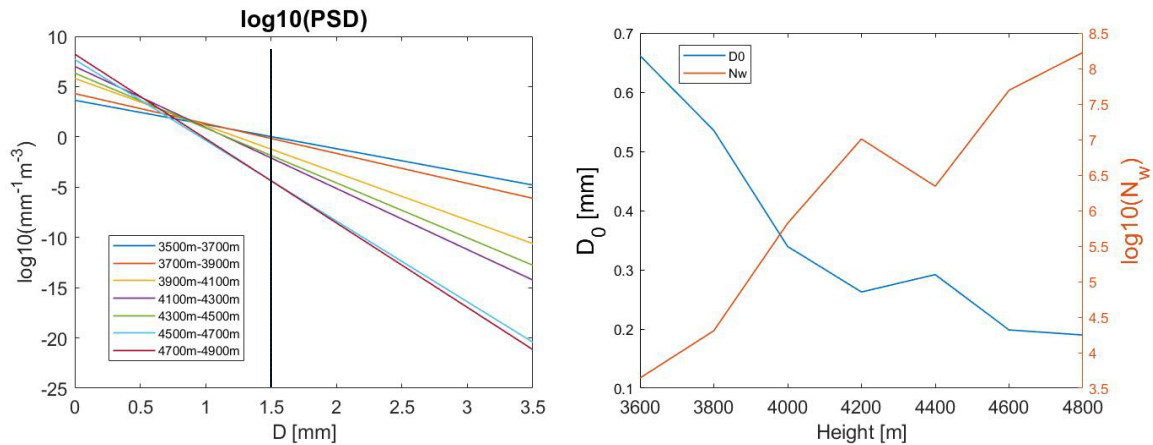 log10(PSD)
log10(mm-1m-3)
10
5
0
-5
-10
-15
-20
-25
3500m-3700m
3700m-3900m
3900m-4100m
4100m-4300m
4300m-4500m
4500m-4700m
4700m-4900m
0 0.5 1 1.5 2 2.5 3 3.5
D [mm]
D0 [mm]
0.7
0.6
0.5
0.4
0.3
0.2
0.1
D0
Nw
8.5
8
7.5
7
6.5
6
5.5
5
4.5
4
3.5
log10(Nw)
3600 3800 4000 4200 4400 4600 4800
Height [m]